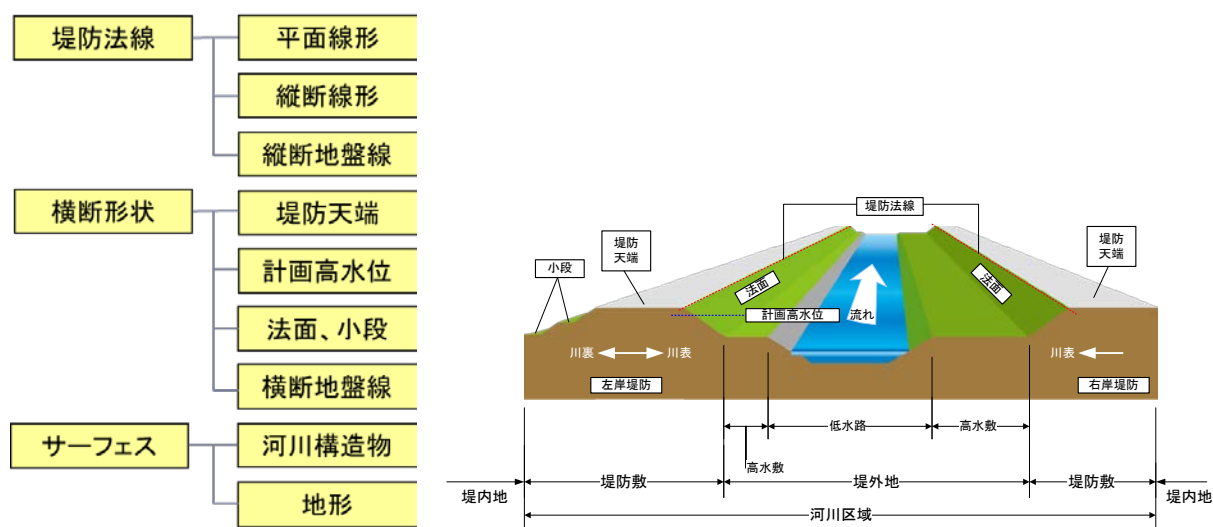 堤防法線
平面線形
縦断線形
縦断地盤線
横断形状
堤防天端
計画高水位
法面、小段
横断地盤線
サーフェス
河川構造物
地形
堤防法線
堤防
天端
堤防
天端
小段
法面
法面
計画高水位
流れ
川裏
川表
川表
左岸堤防
右岸堤防
低水路
高水敷
高水敷
堤内地
堤防敷
堤外地
堤防敷
堤内地
河川区域